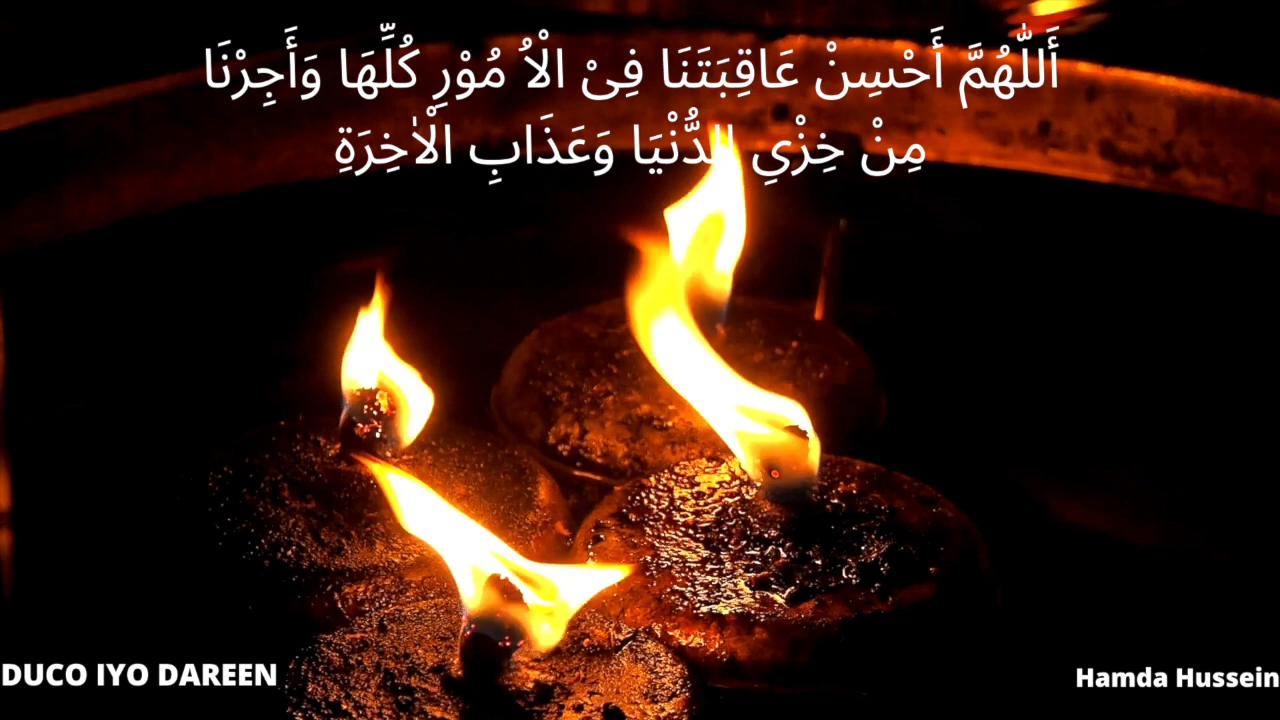 أَللّٰهُمَّ أَحْسِنْ عَاقِبَتَنَا فِىْ الْاُ مُوْرِ كُلِّهَا وَأَجِرْنَا
مِنْ خِزْيِ الدُّنْيَا وَعَذَابِ الْاٰخِرَةِ
DUCO IYO DAREEN
Hamda Hussein